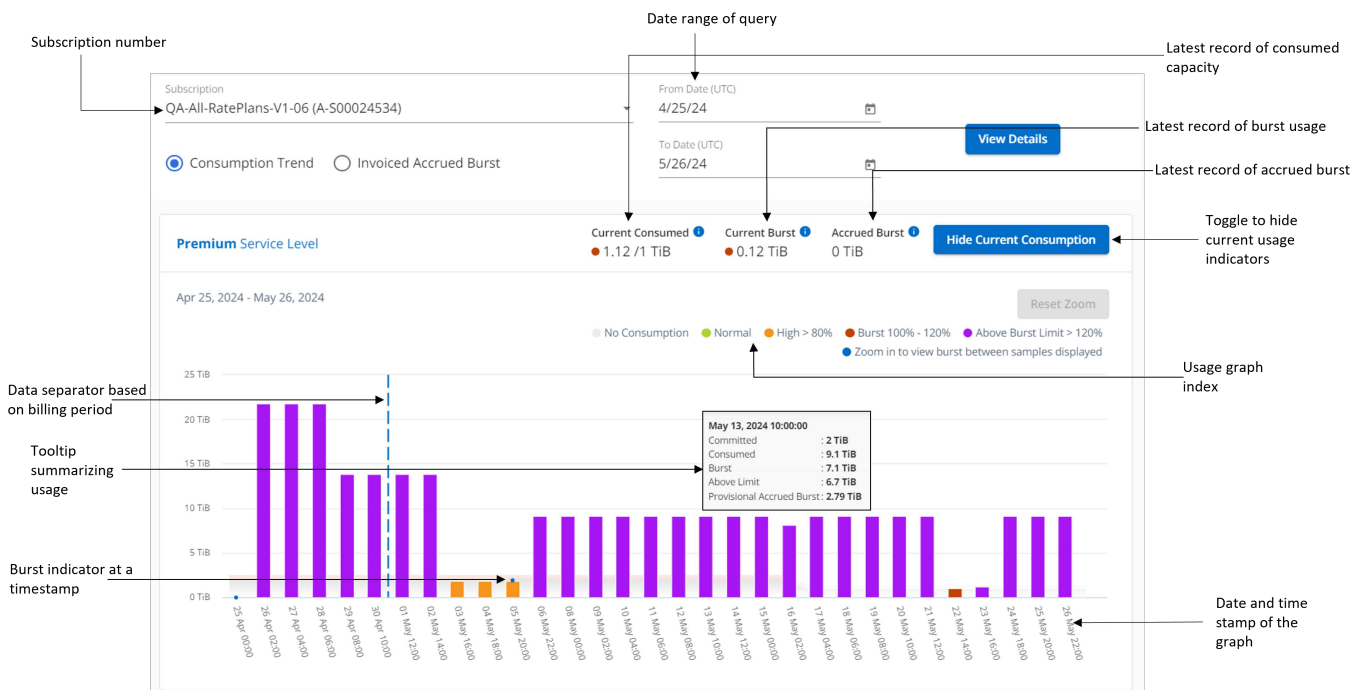 Date range of query
Subscription number
Latest record of consumed
capacity
Subscription
QA-All-RatePlans-V1-06 (A-S00024534)
From Date (UTC)
4/25/24
Latest record of burst usage
View Details
To Date (UTC)
5/26/24
Consumption Trend
Invoiced Accrued Burst
Latest record of accrued burst
Premium Service Level
Current Consumed
1.12 /1 TiB
Current Burst
0.12 TiB
Accrued Burst
0 TiB
Hide Current Consumption
Toggle to hide
current usage
indicators
Apr 25, 2024 - May 26, 2024
Reset Zoom
No Consumption
Normal
High > 80%
Burst 100% - 120%
Above Burst Limit > 120%
Zoom in to view burst between samples displayed
Usage graph
index
Data separator based
on billing period
Tooltip
summarizing
usage
Burst indicator at a
timestamp
25 TiB
20 TiB
15 TiB
10 TiB
5 TiB
0 TiB
May 13, 2024 10:00:00
Committed : 2 TiB
Consumed : 9.1 TiB
Burst : 7.1 TiB
Above Limit : 6.7 TiB
Provisional Accrued Burst : 2.79 TiB
25 Apr 00:00
26 Apr 02:00
27 Apr 04:00
28 Apr 06:00
29 Apr 08:00
30 Apr 10:00
01 May 12:00
02 May 14:00
03 May 16:00
04 May 18:00
05 May 20:00
06 May 22:00
08 May 00:00
09 May 02:00
10 May 04:00
11 May 06:00
12 May 08:00
13 May 10:00
14 May 12:00
15 May 00:00
16 May 02:00
17 May 04:00
18 May 06:00
19 May 08:00
20 May 10:00
21 May 12:00
22 May 14:00
23 May 16:00
24 May 18:00
25 May 20:00
26 May 22:00
Date and time
stamp of the
graph